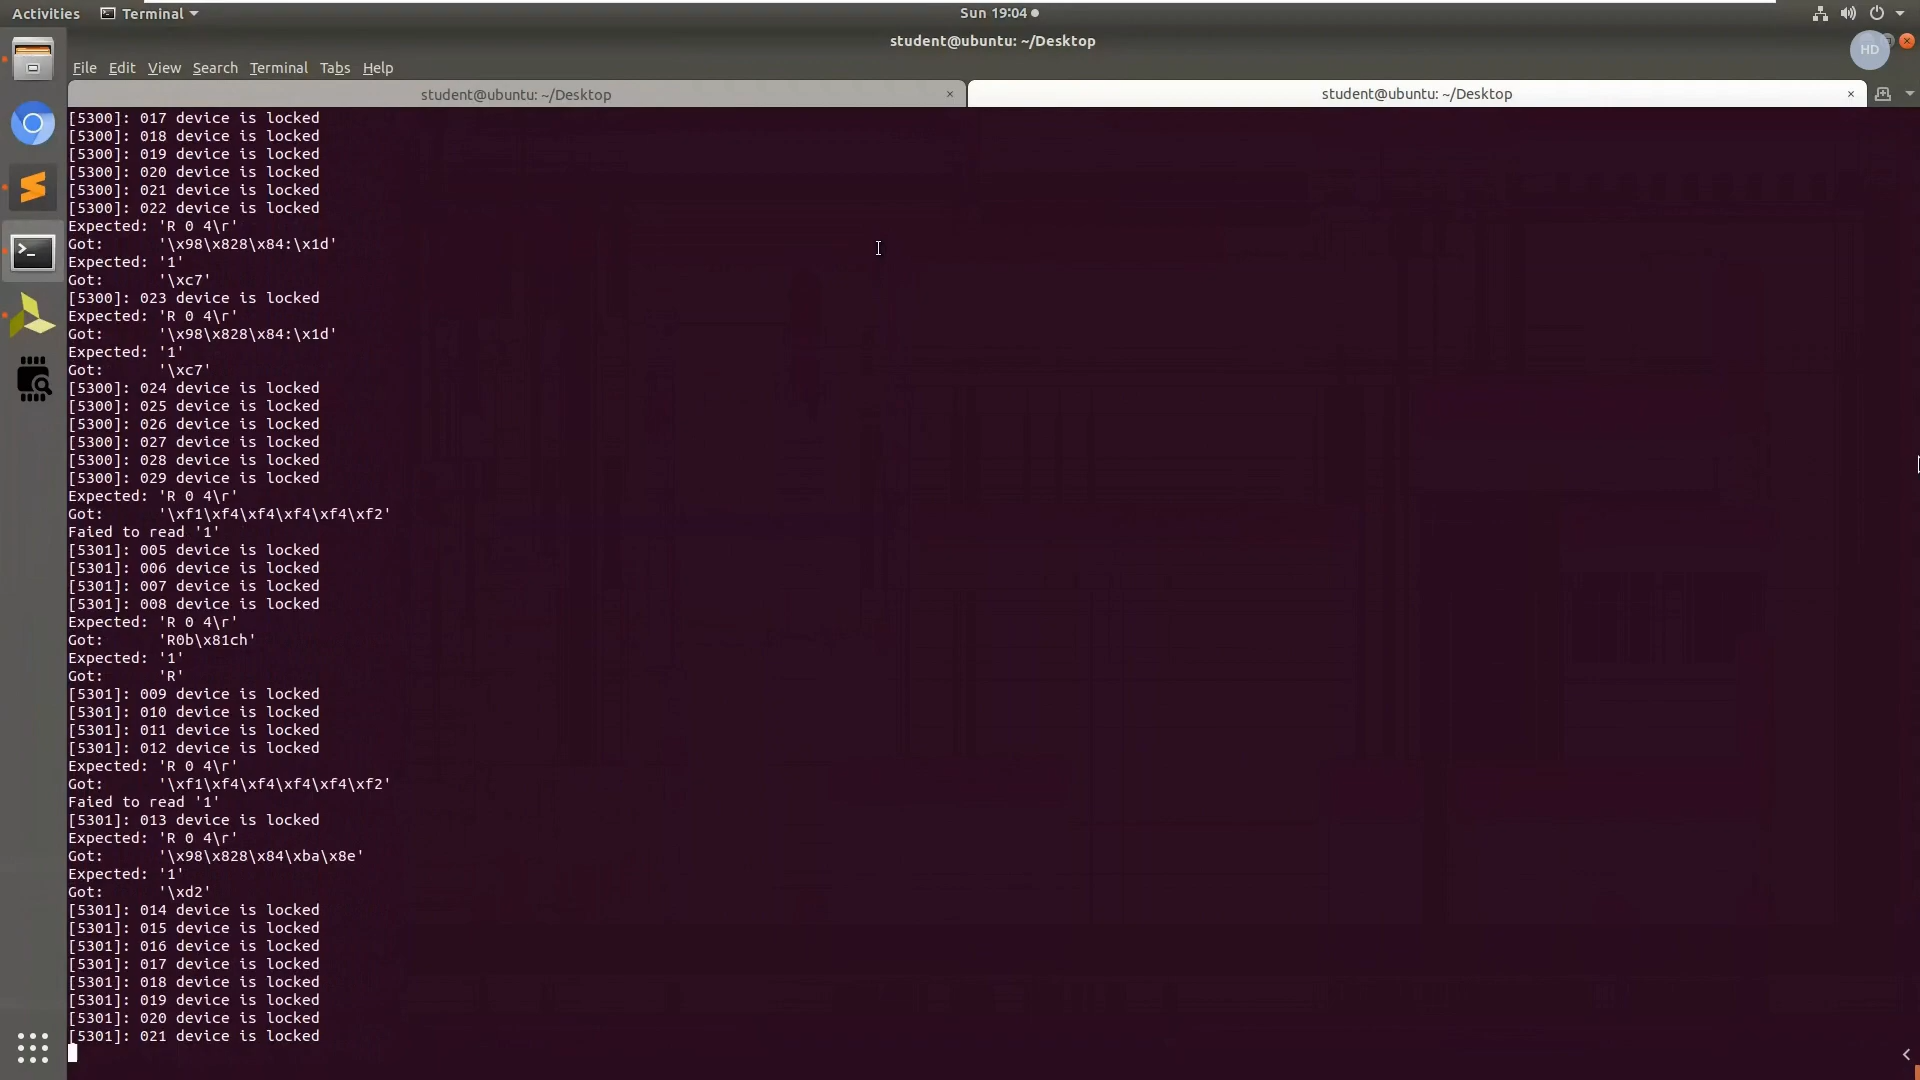 Activities
Terminal
Sun 19:04
student@ubuntu: ~/Desktop
HD
File Edit View Search Terminal Tabs Help
student@ubuntu: ~/Desktop
student@ubuntu: ~/Desktop
[5300]: 017 device is locked
[5300]: 018 device is locked
[5300]: 019 device is locked
[5300]: 020 device is locked
[5300]: 021 device is locked
[5300]: 022 device is locked
Expected: 'R 0 4\r'
Got:      '\x98\x828\x84:\x1d'
Expected: '1'
Got:      '\xc7'
[5300]: 023 device is locked
Expected: 'R 0 4\r'
Got:      '\x98\x828\x84:\x1d'
Expected: '1'
Got:      '\xc7'
[5300]: 024 device is locked
[5300]: 025 device is locked
[5300]: 026 device is locked
[5300]: 027 device is locked
[5300]: 028 device is locked
[5300]: 029 device is locked
Expected: 'R 0 4\r'
Got:      '\xf1\xf4\xf4\xf4\xf4\xf2'
Faied to read '1'
[5301]: 005 device is locked
[5301]: 006 device is locked
[5301]: 007 device is locked
[5301]: 008 device is locked
Expected: 'R 0 4\r'
Got:      'R0b\x81ch'
Expected: '1'
Got:      'R'
[5301]: 009 device is locked
[5301]: 010 device is locked
[5301]: 011 device is locked
[5301]: 012 device is locked
Expected: 'R 0 4\r'
Got:      '\xf1\xf4\xf4\xf4\xf4\xf2'
Faied to read '1'
[5301]: 013 device is locked
Expected: 'R 0 4\r'
Got:      '\x98\x828\x84\xba\x8e'
Expected: '1'
Got:      '\xd2'
[5301]: 014 device is locked
[5301]: 015 device is locked
[5301]: 016 device is locked
[5301]: 017 device is locked
[5301]: 018 device is locked
[5301]: 019 device is locked
[5301]: 020 device is locked
[5301]: 021 device is locked